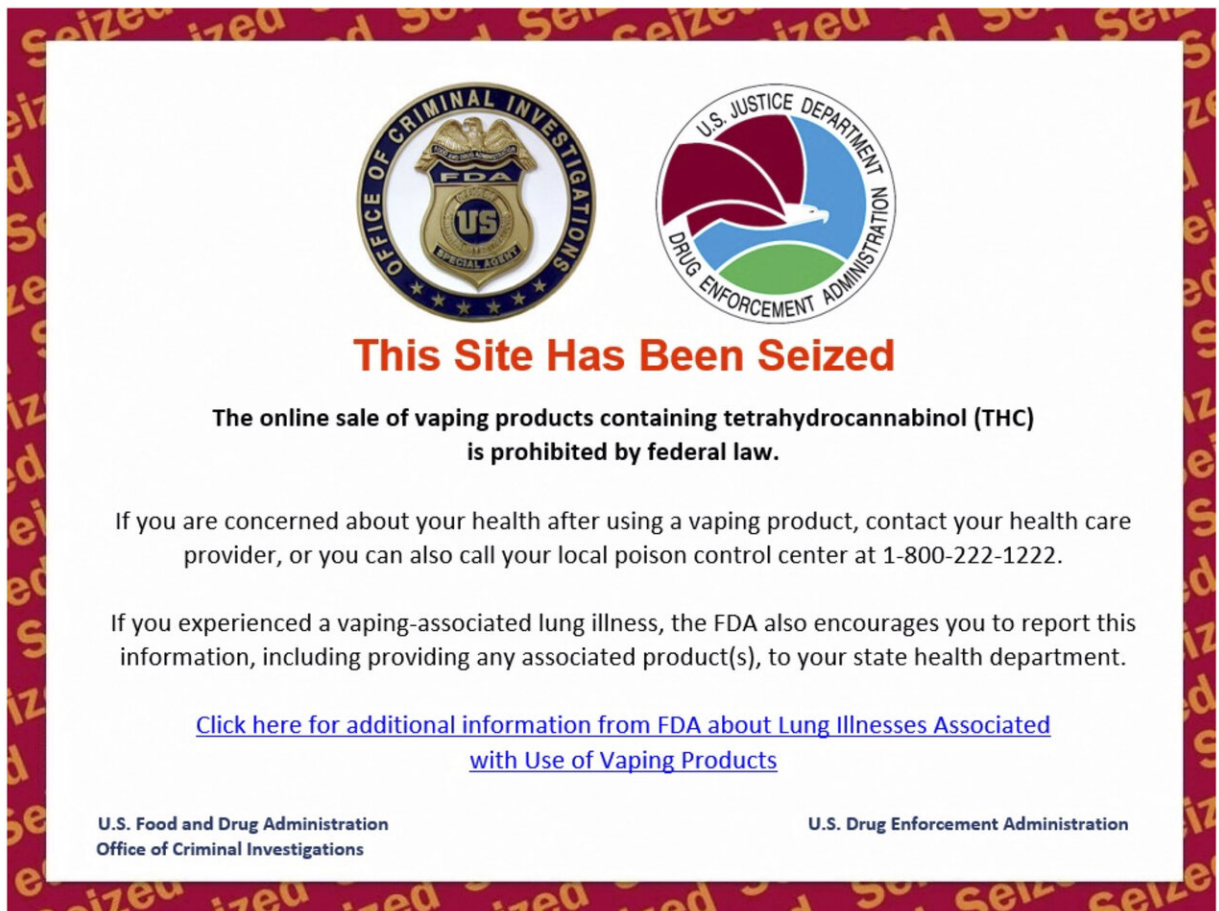 OFFICE OF CRIMINAL INVESTIGATIONS
FOOD AND DRUG ADMINISTRATION
FDA
US
SPECIAL AGENT
U.S. JUSTICE DEPARTMENT
DRUG ENFORCEMENT ADMINISTRATION
This Site Has Been Seized
The online sale of vaping products containing tetrahydrocannabinol (THC)
is prohibited by federal law.
If you are concerned about your health after using a vaping product, contact your health care
provider, or you can also call your local poison control center at 1-800-222-1222.
If you experienced a vaping-associated lung illness, the FDA also encourages you to report this
information, including providing any associated product(s), to your state health department.
Click here for additional information from FDA about Lung Illnesses Associated
with Use of Vaping Products
U.S. Food and Drug Administration
Office of Criminal Investigations
U.S. Drug Enforcement Administration
Seized